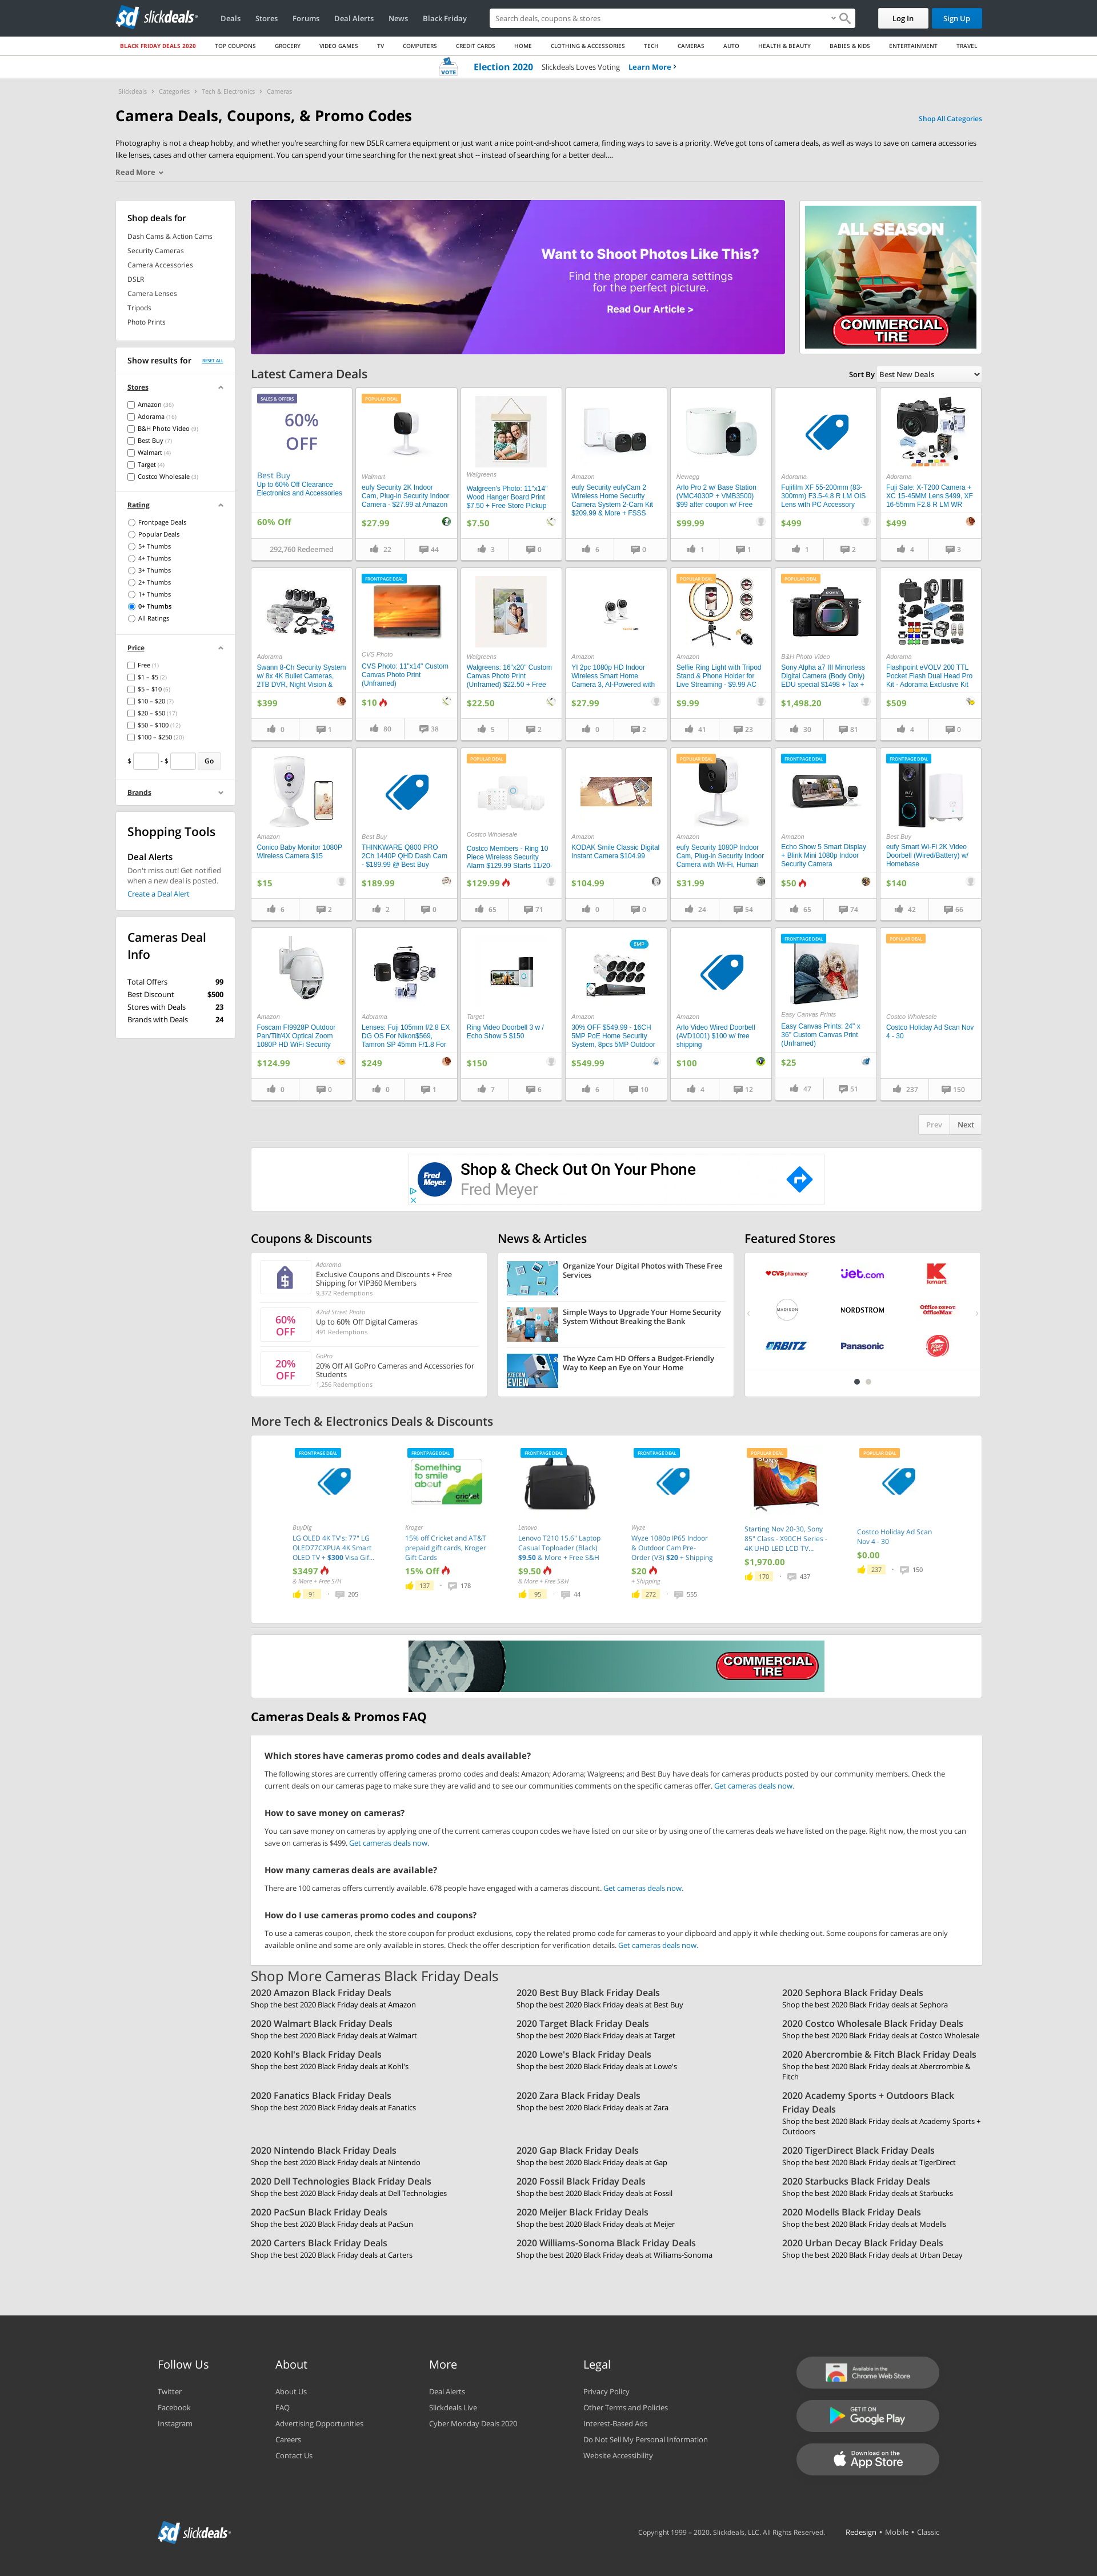 slickdeals
Deals
Stores
Forums
Deal Alerts
News
Black Friday
Search deals, coupons & stores
Log In
Sign Up
BLACK FRIDAY DEALS 2020
TOP COUPONS
GROCERY
VIDEO GAMES
TV
COMPUTERS
CREDIT CARDS
HOME
CLOTHING & ACCESSORIES
TECH
CAMERAS
AUTO
HEALTH & BEAUTY
BABIES & KIDS
ENTERTAINMENT
TRAVEL
VOTE
Election 2020
Slickdeals Loves Voting
Learn More
Slickdeals
Categories
Tech & Electronics
Cameras
Camera Deals, Coupons, & Promo Codes
Shop All Categories
Photography is not a cheap hobby, and whether you're searching for new DSLR camera equipment or just want a nice point-and-shoot camera, finding ways to save is a priority. We've got tons of camera deals, as well as ways to save on camera accessories
like lenses, cases and other camera equipment. You can spend your time searching for the next great shot -- instead of searching for a better deal....
Read More
Shop deals for
Dash Cams & Action Cams
Security Cameras
Camera Accessories
DSLR
Camera Lenses
Tripods
Photo Prints
Show results for
RESET ALL
Stores
Amazon (36)
Adorama (16)
B&H Photo Video (9)
Best Buy (7)
Walmart (4)
Target (4)
Costco Wholesale (3)
Rating
Frontpage Deals
Popular Deals
5+ Thumbs
4+ Thumbs
3+ Thumbs
2+ Thumbs
1+ Thumbs
0+ Thumbs
All Ratings
Price
Free (1)
$1 – $5 (2)
$5 – $10 (6)
$10 – $20 (7)
$20 – $50 (17)
$50 – $100 (12)
$100 – $250 (20)
$ - $ Go
Brands
Shopping Tools
Deal Alerts
Don't miss out! Get notified
when a new deal is posted.
Create a Deal Alert
Cameras Deal
Info
Total Offers 99
Best Discount $500
Stores with Deals 23
Brands with Deals 24
Want to Shoot Photos Like This?
Find the proper camera settings
for the perfect picture.
Read Our Article >
ALL SEASON
COMMERCIAL
TIRE
Latest Camera Deals
Sort By Best New Deals
SALES & OFFERS
60%
OFF
Best Buy
Up to 60% Off Clearance
Electronics and Accessories
60% Off
292,760 Redeemed
POPULAR DEAL
Walmart
eufy Security 2K Indoor
Cam, Plug-in Security Indoor
Camera - $27.99 at Amazon
$27.99
22 44
Walgreens
Walgreen's Photo: 11"x14"
Wood Hanger Board Print
$7.50 + Free Store Pickup
$7.50
3 0
Amazon
eufy Security eufyCam 2
Wireless Home Security
Camera System 2-Cam Kit
$209.99 & More + FSSS
6 0
Newegg
Arlo Pro 2 w/ Base Station
(VMC4030P + VMB3500)
$99 after coupon w/ Free
$99.99
1 1
Adorama
Fujifilm XF 55-200mm (83-
300mm) F3.5-4.8 R LM OIS
Lens with PC Accessory
$499
1 2
Adorama
Fuji Sale: X-T200 Camera +
XC 15-45MM Lens $499, XF
16-55mm F2.8 R LM WR
$499
4 3
Adorama
Swann 8-Ch Security System
w/ 8x 4K Bullet Cameras,
2TB DVR, Night Vision &
$399
0 1
FRONTPAGE DEAL
CVS Photo
CVS Photo: 11"x14" Custom
Canvas Photo Print
(Unframed)
$10
80 38
Walgreens
Walgreens: 16"x20" Custom
Canvas Photo Print
(Unframed) $22.50 + Free
$22.50
5 2
Amazon
YI 2pc 1080p HD Indoor
Wireless Smart Home
Camera 3, AI-Powered with
$27.99
0 2
POPULAR DEAL
Amazon
Selfie Ring Light with Tripod
Stand & Phone Holder for
Live Streaming - $9.99 AC
$9.99
41 23
POPULAR DEAL
B&H Photo Video
Sony Alpha a7 III Mirrorless
Digital Camera (Body Only)
EDU special $1498 + Tax +
$1,498.20
30 81
Adorama
Flashpoint eVOLV 200 TTL
Pocket Flash Dual Head Pro
Kit - Adorama Exclusive Kit
$509
4 0
Amazon
Conico Baby Monitor 1080P
Wireless Camera $15
$15
6 2
Best Buy
THINKWARE Q800 PRO
2Ch 1440P QHD Dash Cam
- $189.99 @ Best Buy
$189.99
2 0
POPULAR DEAL
Costco Wholesale
Costco Members - Ring 10
Piece Wireless Security
Alarm $129.99 Starts 11/20-
$129.99
65 71
Amazon
KODAK Smile Classic Digital
Instant Camera $104.99
$104.99
0 0
POPULAR DEAL
Amazon
eufy Security 1080P Indoor
Cam, Plug-in Security Indoor
Camera with Wi-Fi, Human
$31.99
24 54
FRONTPAGE DEAL
Amazon
Echo Show 5 Smart Display
+ Blink Mini 1080p Indoor
Security Camera
$50
65 74
FRONTPAGE DEAL
Best Buy
eufy Smart Wi-Fi 2K Video
Doorbell (Wired/Battery) w/
Homebase
$140
42 66
Amazon
Foscam FI9928P Outdoor
Pan/Tilt/4X Optical Zoom
1080P HD WiFi Security
$124.99
0 0
Adorama
Lenses: Fuji 105mm f/2.8 EX
DG OS For Nikon$569,
Tamron SP 45mm F/1.8 For
$249
0 1
Target
Ring Video Doorbell 3 w /
Echo Show 5 $150
$150
7 6
5MP
Amazon
30% OFF $549.99 - 16CH
5MP PoE Home Security
System, 8pcs 5MP Outdoor
$549.99
6 10
Amazon
Arlo Video Wired Doorbell
(AVD1001) $100 w/ free
shipping
$100
4 12
FRONTPAGE DEAL
Easy Canvas Prints
Easy Canvas Prints: 24" x
36" Custom Canvas Print
(Unframed)
$25
47 51
POPULAR DEAL
Costco Wholesale
Costco Holiday Ad Scan Nov
4 - 30
237 150
Prev Next
Fred Meyer
Shop & Check Out On Your Phone
Fred Meyer
Coupons & Discounts
Adorama
Exclusive Coupons and Discounts + Free
Shipping for VIP360 Members
9,372 Redemptions
60%
OFF
42nd Street Photo
Up to 60% Off Digital Cameras
491 Redemptions
20%
OFF
GoPro
20% Off All GoPro Cameras and Accessories for
Students
1,256 Redemptions
News & Articles
Organize Your Digital Photos with These Free
Services
Simple Ways to Upgrade Your Home Security
System Without Breaking the Bank
The Wyze Cam HD Offers a Budget-Friendly
Way to Keep an Eye on Your Home
Featured Stores
CVS pharmacy
jet.com
kmart
MADISON
NORDSTROM
Office DEPOT
OfficeMax
ORBITZ
Panasonic
More Tech & Electronics Deals & Discounts
FRONTPAGE DEAL
BuyDig
LG OLED 4K TV's: 77" LG
OLED77CXPUA 4K Smart
OLED TV + $300 Visa Gif...
$3497
& More + Free S/H
91 205
FRONTPAGE DEAL
Something
to smile
about
cricket
Kroger
15% off Cricket and AT&T
prepaid gift cards, Kroger
Gift Cards
15% Off
137 178
FRONTPAGE DEAL
Lenovo
Lenovo T210 15.6" Laptop
Casual Toploader (Black)
$9.50 & More + Free S&H
$9.50
& More + Free S&H
95 44
FRONTPAGE DEAL
Wyze
Wyze 1080p IP65 Indoor
& Outdoor Cam Pre-
Order (V3) $20 + Shipping
$20
+ Shipping
272 555
POPULAR DEAL
SONY
Starting Nov 20-30, Sony
85" Class - X90CH Series -
4K UHD LED LCD TV...
$1,970.00
170 437
POPULAR DEAL
Costco Holiday Ad Scan
Nov 4 - 30
$0.00
237 150
COMMERCIAL
TIRE
Cameras Deals & Promos FAQ
Which stores have cameras promo codes and deals available?
The following stores are currently offering cameras promo codes and deals: Amazon; Adorama; Walgreens; and Best Buy have deals for cameras products posted by our community members. Check the
current deals on our cameras page to make sure they are valid and to see our communities comments on the specific cameras offer. Get cameras deals now.
How to save money on cameras?
You can save money on cameras by applying one of the current cameras coupon codes we have listed on our site or by using one of the cameras deals we have listed on the page. Right now, the most you can
save on cameras is $499. Get cameras deals now.
How many cameras deals are available?
There are 100 cameras offers currently available. 678 people have engaged with a cameras discount. Get cameras deals now.
How do I use cameras promo codes and coupons?
To use a cameras coupon, check the store coupon for product exclusions, copy the related promo code for cameras to your clipboard and apply it while checking out. Some coupons for cameras are only
available online and some are only available in stores. Check the offer description for verification details. Get cameras deals now.
Shop More Cameras Black Friday Deals
2020 Amazon Black Friday Deals
Shop the best 2020 Black Friday deals at Amazon
2020 Best Buy Black Friday Deals
Shop the best 2020 Black Friday deals at Best Buy
2020 Sephora Black Friday Deals
Shop the best 2020 Black Friday deals at Sephora
2020 Walmart Black Friday Deals
Shop the best 2020 Black Friday deals at Walmart
2020 Target Black Friday Deals
Shop the best 2020 Black Friday deals at Target
2020 Costco Wholesale Black Friday Deals
Shop the best 2020 Black Friday deals at Costco Wholesale
2020 Kohl's Black Friday Deals
Shop the best 2020 Black Friday deals at Kohl's
2020 Lowe's Black Friday Deals
Shop the best 2020 Black Friday deals at Lowe's
2020 Abercrombie & Fitch Black Friday Deals
Shop the best 2020 Black Friday deals at Abercrombie &
Fitch
2020 Fanatics Black Friday Deals
Shop the best 2020 Black Friday deals at Fanatics
2020 Zara Black Friday Deals
Shop the best 2020 Black Friday deals at Zara
2020 Academy Sports + Outdoors Black
Friday Deals
Shop the best 2020 Black Friday deals at Academy Sports +
Outdoors
2020 Nintendo Black Friday Deals
Shop the best 2020 Black Friday deals at Nintendo
2020 Gap Black Friday Deals
Shop the best 2020 Black Friday deals at Gap
2020 TigerDirect Black Friday Deals
Shop the best 2020 Black Friday deals at TigerDirect
2020 Dell Technologies Black Friday Deals
Shop the best 2020 Black Friday deals at Dell Technologies
2020 Fossil Black Friday Deals
Shop the best 2020 Black Friday deals at Fossil
2020 Starbucks Black Friday Deals
Shop the best 2020 Black Friday deals at Starbucks
2020 PacSun Black Friday Deals
Shop the best 2020 Black Friday deals at PacSun
2020 Meijer Black Friday Deals
Shop the best 2020 Black Friday deals at Meijer
2020 Modells Black Friday Deals
Shop the best 2020 Black Friday deals at Modells
2020 Carters Black Friday Deals
Shop the best 2020 Black Friday deals at Carters
2020 Williams-Sonoma Black Friday Deals
Shop the best 2020 Black Friday deals at Williams-Sonoma
2020 Urban Decay Black Friday Deals
Shop the best 2020 Black Friday deals at Urban Decay
Follow Us
Twitter
Facebook
Instagram
About
About Us
FAQ
Advertising Opportunities
Careers
Contact Us
More
Deal Alerts
Slickdeals Live
Cyber Monday Deals 2020
Legal
Privacy Policy
Other Terms and Policies
Interest-Based Ads
Do Not Sell My Personal Information
Website Accessibility
Available in the
Chrome Web Store
GET IT ON
Google Play
Download on the
App Store
slickdeals
Copyright 1999 – 2020. Slickdeals, LLC. All Rights Reserved.
Redesign • Mobile • Classic